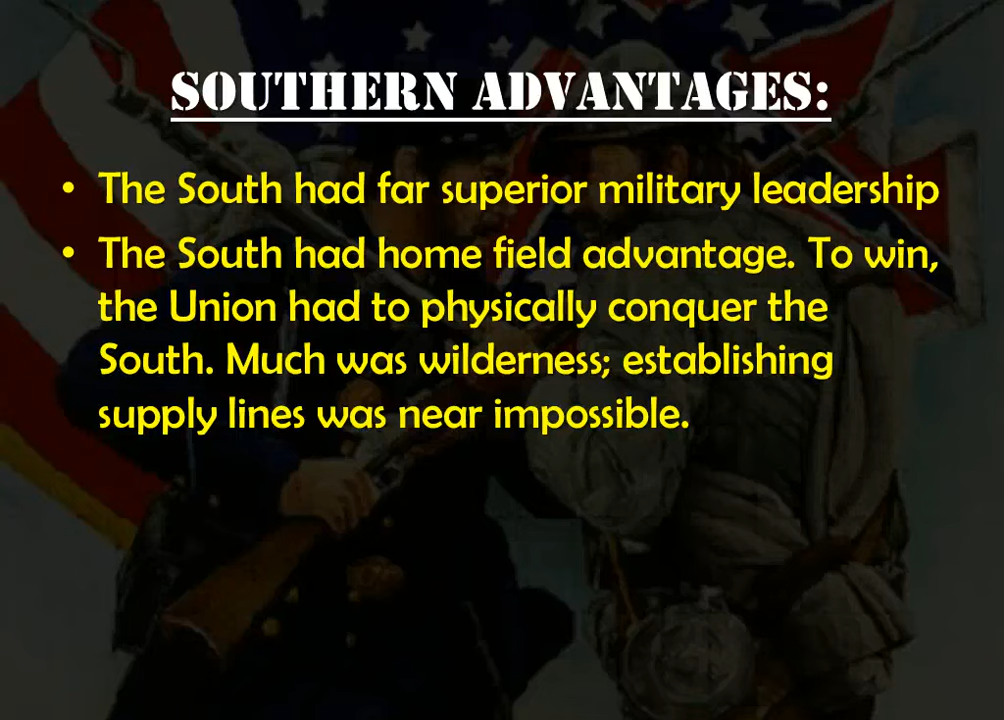 SOUTHERN ADVANTAGES:
• The South had far superior military leadership
• The South had home field advantage. To win,
the Union had to physically conquer the
South. Much was wilderness; establishing
supply lines was near impossible.